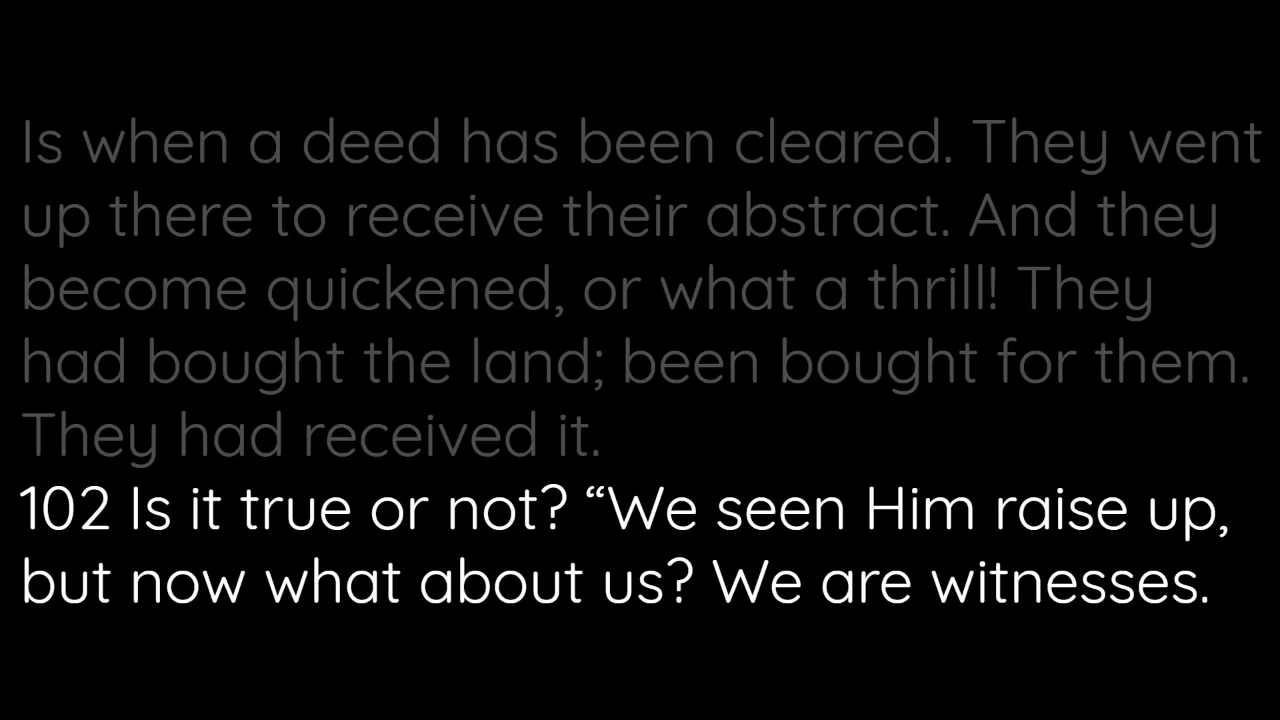 Is when a deed has been cleared. They went
up there to receive their abstract. And they
become quickened, or what a thrill! They
had bought the land; been bought for them.
They had received it.
102 Is it true or not? “We seen Him raise up,
but now what about us? We are witnesses.